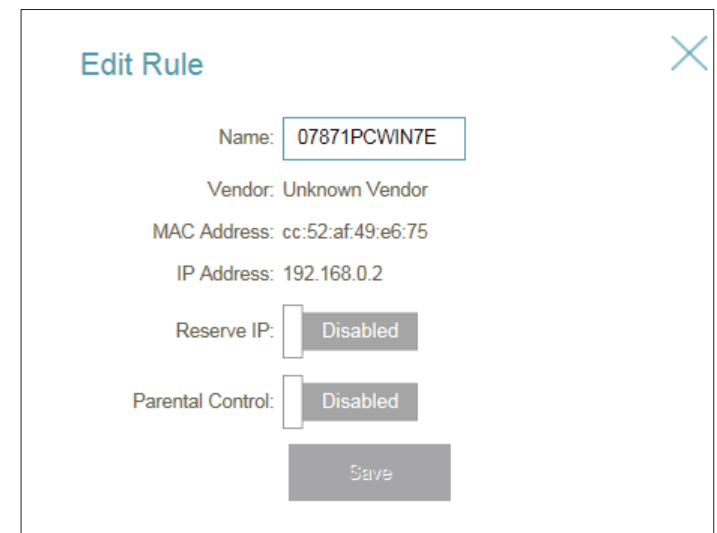 Edit Rule
Name: 07871PCWIN7E
Vendor: Unknown Vendor
MAC Address: cc:52:af:49:e6:75
IP Address: 192.168.0.2
Reserve IP: Disabled
Parental Control: Disabled
Save